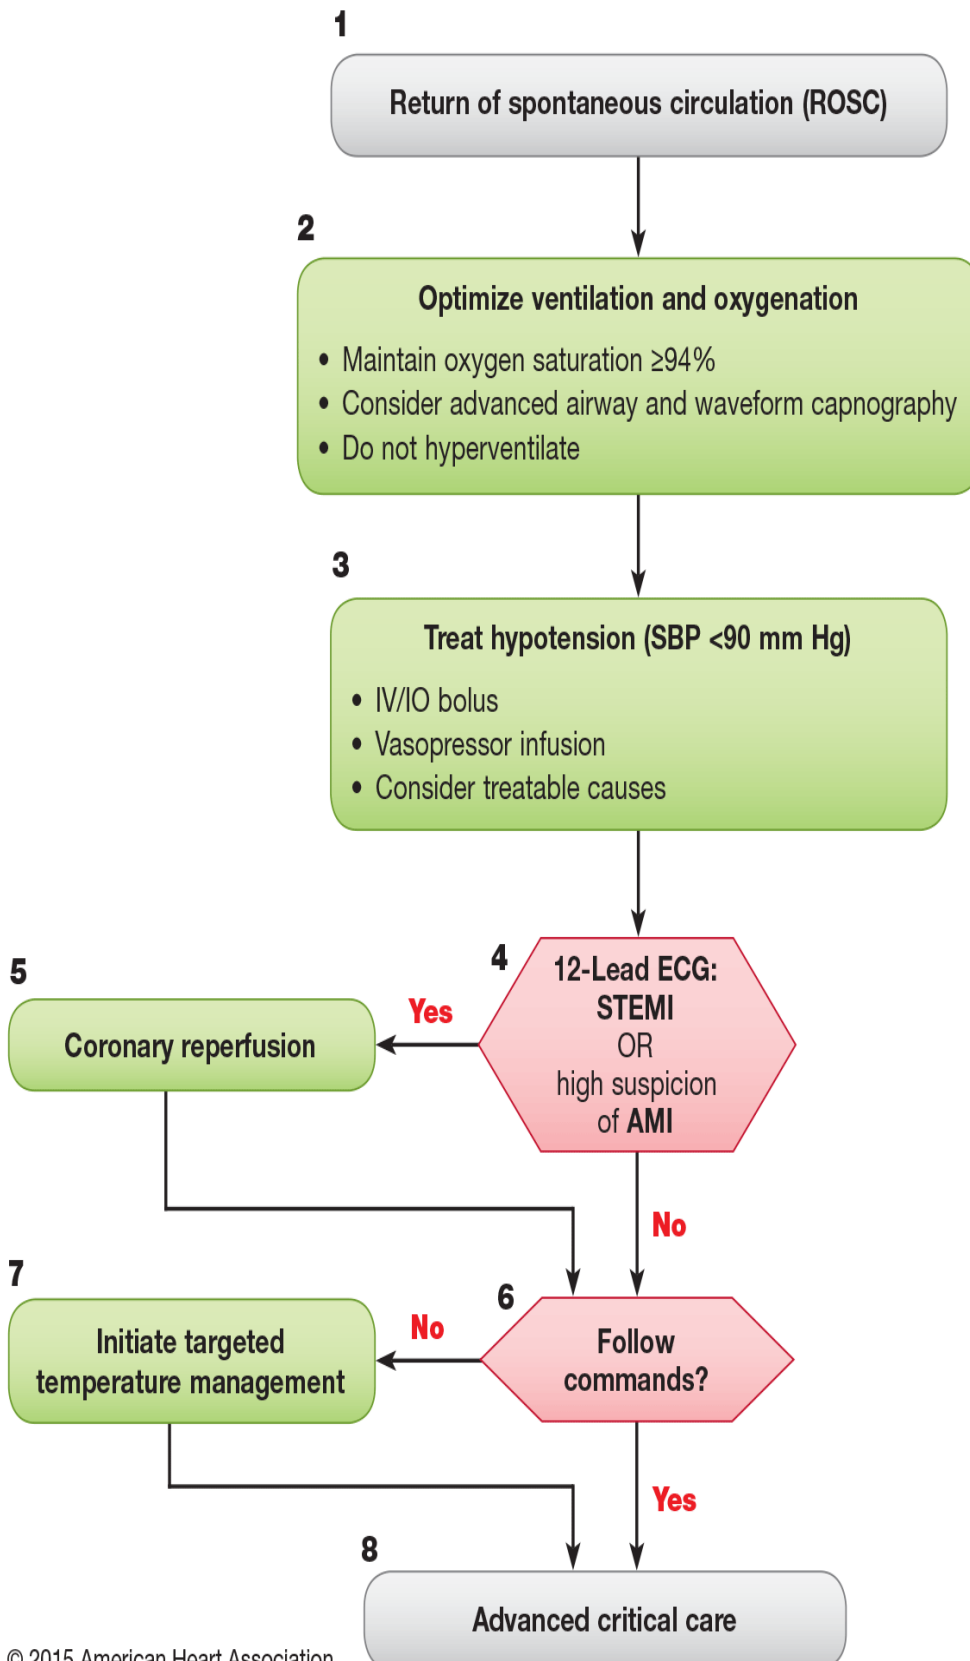 1
Return of spontaneous circulation (ROSC)
2
Optimize ventilation and oxygenation
• Maintain oxygen saturation ≥94%
• Consider advanced airway and waveform capnography
• Do not hyperventilate
3
Treat hypotension (SBP <90 mm Hg)
• IV/IO bolus
• Vasopressor infusion
• Consider treatable causes
4
12-Lead ECG:
STEMI
OR
high suspicion
of AMI
Yes
5
Coronary reperfusion
No
6
Follow
commands?
No
7
Initiate targeted
temperature management
Yes
8
Advanced critical care
© 2015 American Heart Association